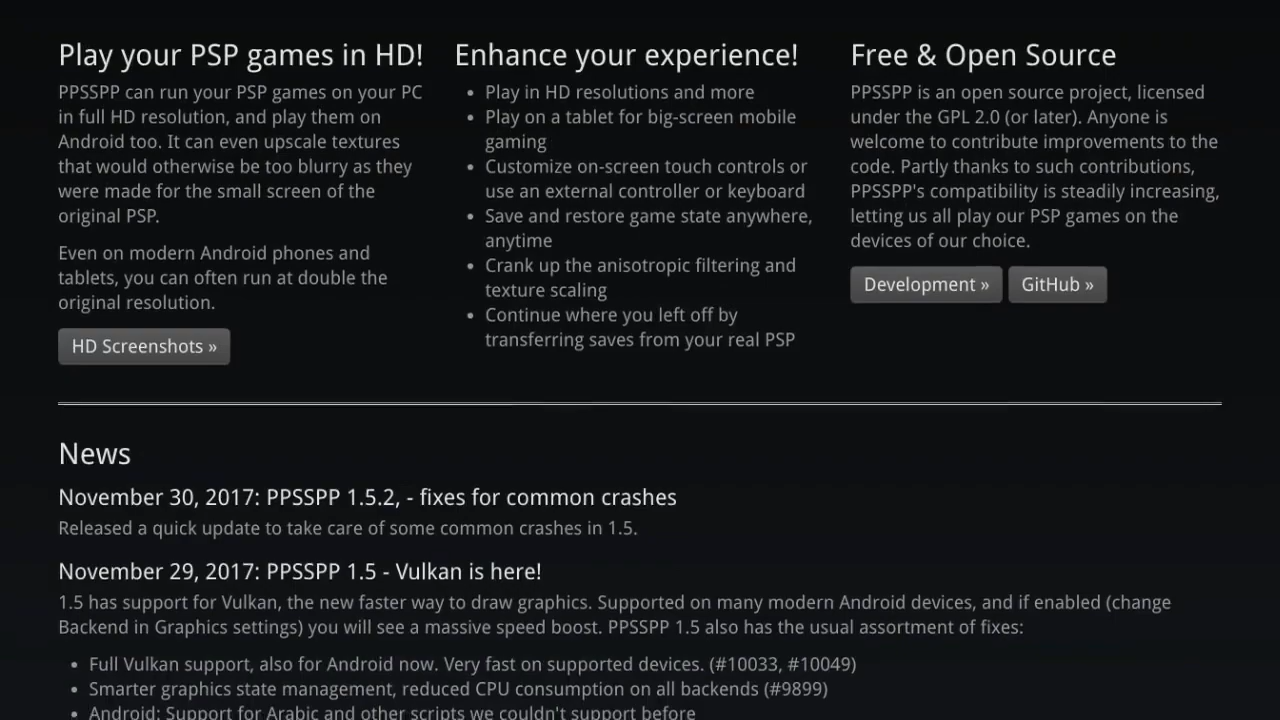 Play your PSP games in HD!
PPSSPP can run your PSP games on your PC
in full HD resolution, and play them on
Android too. It can even upscale textures
that would otherwise be too blurry as they
were made for the small screen of the
original PSP.
Even on modern Android phones and
tablets, you can often run at double the
original resolution.
HD Screenshots »
Enhance your experience!
• Play in HD resolutions and more
• Play on a tablet for big-screen mobile
gaming
• Customize on-screen touch controls or
use an external controller or keyboard
• Save and restore game state anywhere,
anytime
• Crank up the anisotropic filtering and
texture scaling
• Continue where you left off by
transferring saves from your real PSP
Free & Open Source
PPSSPP is an open source project, licensed
under the GPL 2.0 (or later). Anyone is
welcome to contribute improvements to the
code. Partly thanks to such contributions,
PPSSPP's compatibility is steadily increasing,
letting us all play our PSP games on the
devices of our choice.
Development » GitHub »
News
November 30, 2017: PPSSPP 1.5.2, - fixes for common crashes
Released a quick update to take care of some common crashes in 1.5.
November 29, 2017: PPSSPP 1.5 - Vulkan is here!
1.5 has support for Vulkan, the new faster way to draw graphics. Supported on many modern Android devices, and if enabled (change
Backend in Graphics settings) you will see a massive speed boost. PPSSPP 1.5 also has the usual assortment of fixes:
• Full Vulkan support, also for Android now. Very fast on supported devices. (#10033, #10049)
• Smarter graphics state management, reduced CPU consumption on all backends (#9899)
• Android: Support for Arabic and other scripts we couldn't support before